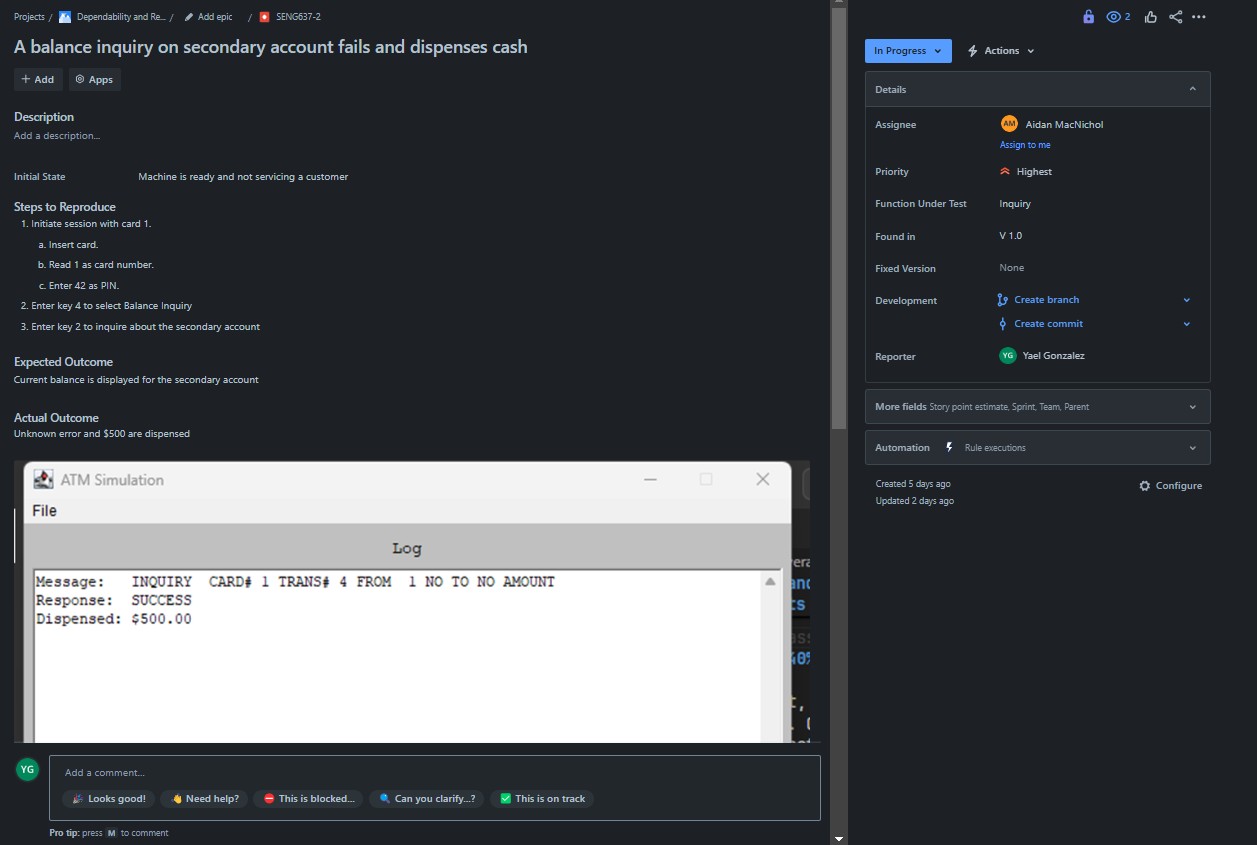 Projects / Dependability and Re... / Add epic / SENG637-2
2
A balance inquiry on secondary account fails and dispenses cash
In Progress Actions
+ Add Apps
Description
Add a description...
Initial State Machine is ready and not servicing a customer
Steps to Reproduce
1. Initiate session with card 1.
a. Insert card.
b. Read 1 as card number.
c. Enter 42 as PIN.
2. Enter key 4 to select Balance Inquiry
3. Enter key 2 to inquire about the secondary account
Expected Outcome
Current balance is displayed for the secondary account
Actual Outcome
Unknown error and $500 are dispensed
ATM Simulation
File
Log
Message: INQUIRY CARD# 1 TRANS# 4 FROM 1 NO TO NO AMOUNT
Response: SUCCESS
Dispensed: $500.00
YG
Add a comment...
Looks good! Need help? This is blocked... Can you clarify...? This is on track
Pro tip: press M to comment
Details
Assignee AM Aidan MacNichol
Assign to me
Priority Highest
Function Under Test Inquiry
Found in V 1.0
Fixed Version None
Development Create branch
Create commit
Reporter YG Yael Gonzalez
More fields Story point estimate, Sprint, Team, Parent
Automation Rule executions
Created 5 days ago
Updated 2 days ago
Configure